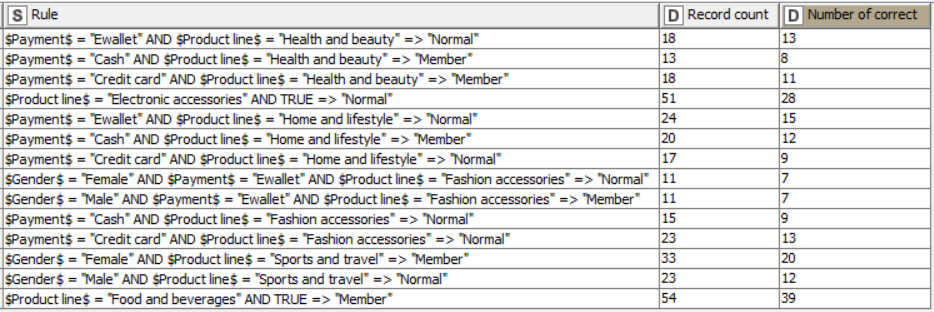 S Rule D Record count D Number of correct
$Payment$ = "Ewallet" AND $Product line$ = "Health and beauty" => "Normal" 18 13
$Payment$ = "Cash" AND $Product line$ = "Health and beauty" => "Member" 13 8
$Payment$ = "Credit card" AND $Product line$ = "Health and beauty" => "Member" 18 11
$Product line$ = "Electronic accessories" AND TRUE => "Normal" 51 28
$Payment$ = "Ewallet" AND $Product line$ = "Home and lifestyle" => "Normal" 24 15
$Payment$ = "Cash" AND $Product line$ = "Home and lifestyle" => "Member" 20 12
$Payment$ = "Credit card" AND $Product line$ = "Home and lifestyle" => "Normal" 17 9
$Gender$ = "Female" AND $Payment$ = "Ewallet" AND $Product line$ = "Fashion accessories" => "Normal" 11 7
$Gender$ = "Male" AND $Payment$ = "Ewallet" AND $Product line$ = "Fashion accessories" => "Member" 11 7
$Payment$ = "Cash" AND $Product line$ = "Fashion accessories" => "Normal" 15 9
$Payment$ = "Credit card" AND $Product line$ = "Fashion accessories" => "Normal" 23 13
$Gender$ = "Female" AND $Product line$ = "Sports and travel" => "Member" 33 20
$Gender$ = "Male" AND $Product line$ = "Sports and travel" => "Normal" 23 12
$Product line$ = "Food and beverages" AND TRUE => "Member" 54 39